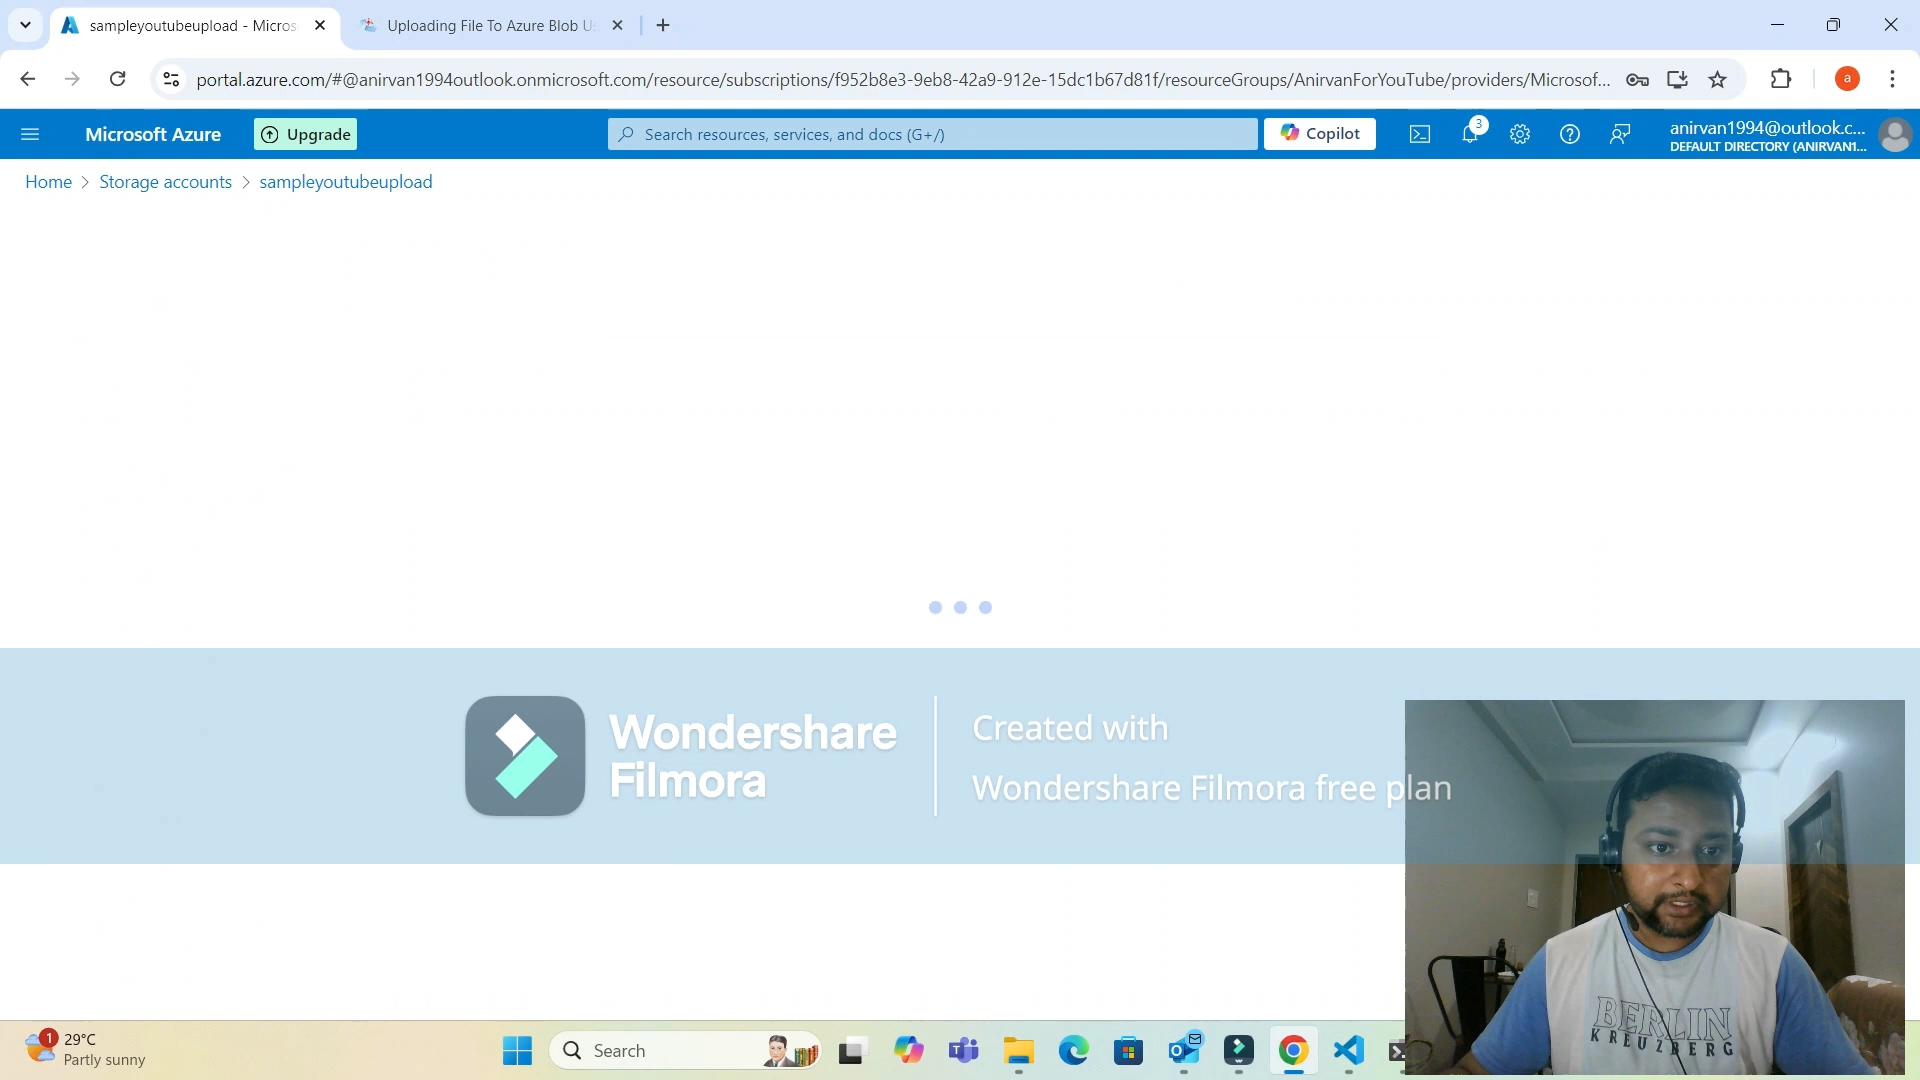 sampleyoutubeupload - Micros
Uploading File To Azure Blob U
portal.azure.com/#@anirvan1994outlook.onmicrosoft.com/resource/subscriptions/f952b8e3-9eb8-42a9-912e-15dc1b67d81f/resourceGroups/AnirvanForYouTube/providers/Microsof...
a
Microsoft Azure
Upgrade
Search resources, services, and docs (G+/)
Copilot
3
anirvan1994@outlook.c...
DEFAULT DIRECTORY (ANIRVAN1...
Home > Storage accounts > sampleyoutubeupload
Wondershare
Filmora
Created with
Wondershare Filmora free plan
BERLIN
KREUZBERG
1
29°C
Partly sunny
Search